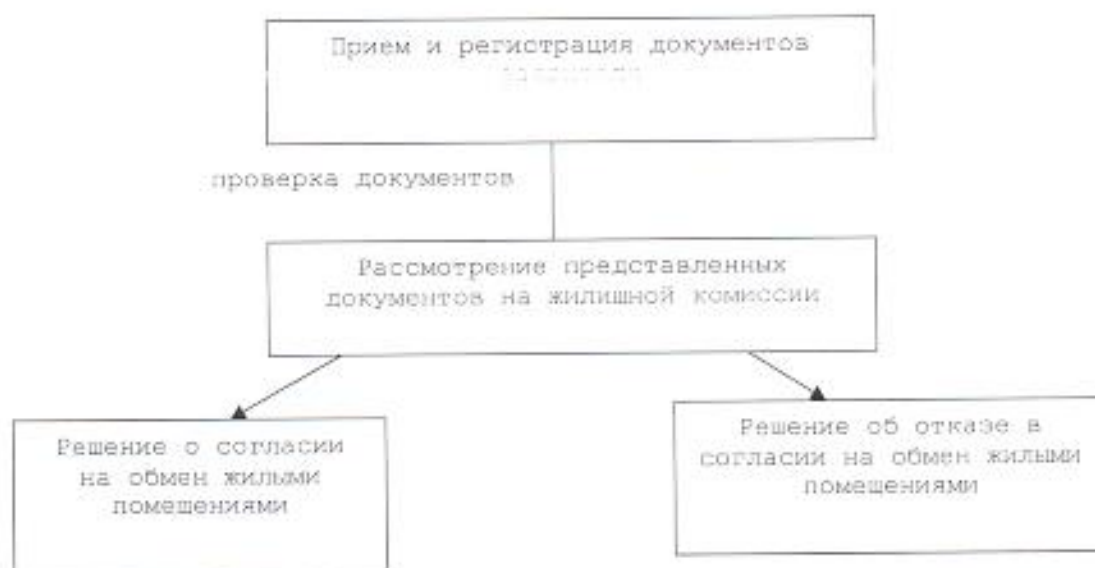 Прием и регистрация документов
проверка документов
Рассмотрение представленных
документов на жилищной комиссии
Решение о согласии
на обмен жилыми
помещениями
Решение об отказе в
согласии на обмен жилыми
помещениями